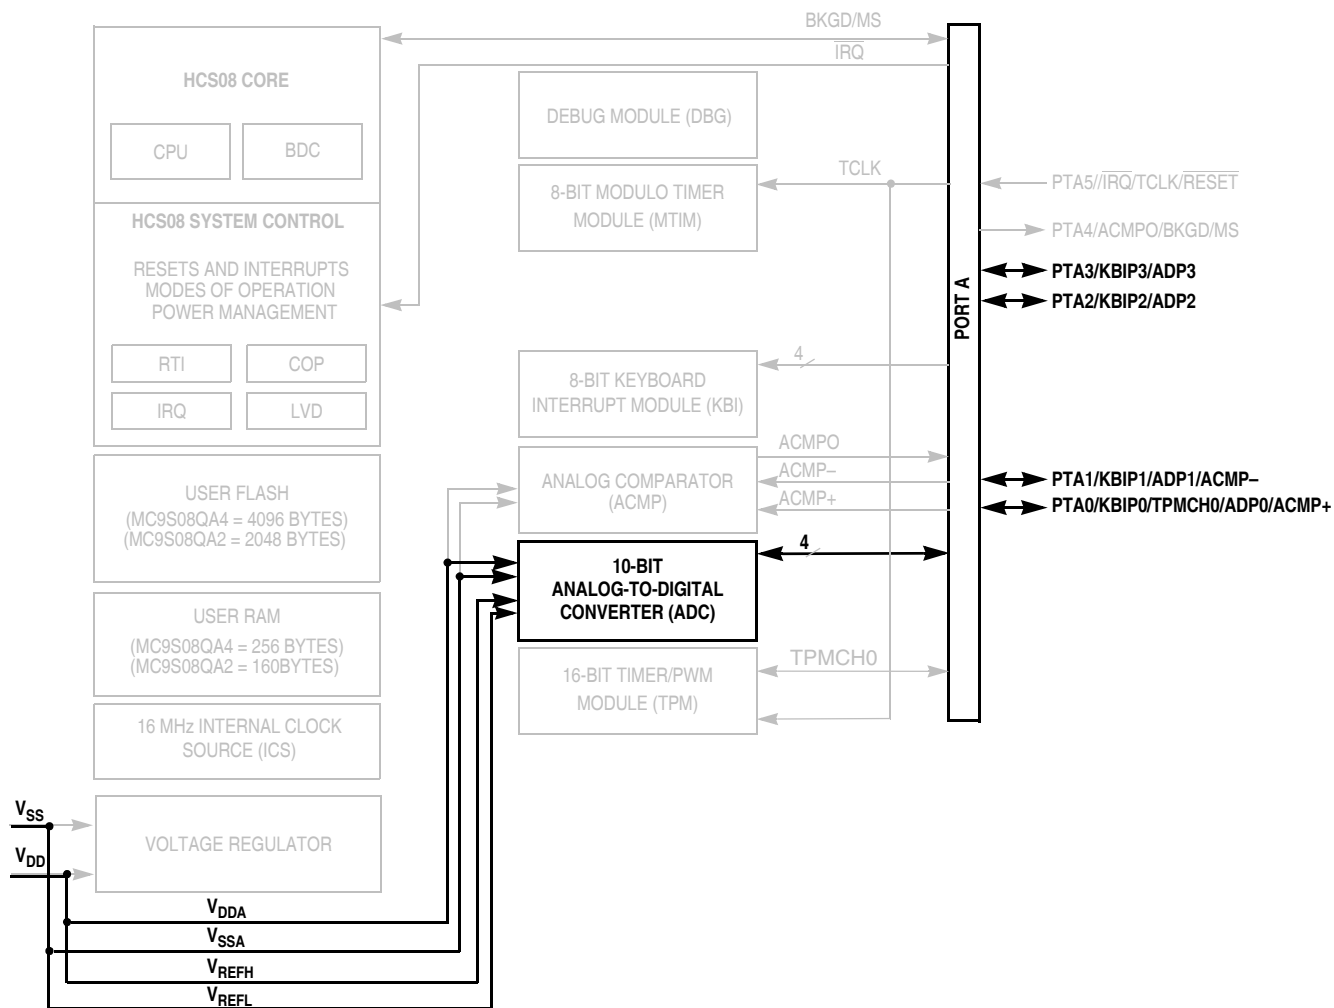 BKGD/MS
IRQ
HCS08 CORE
CPU
BDC
DEBUG MODULE (DBG)
TCLK
8-BIT MODULO TIMER
MODULE (MTIM)
HCS08 SYSTEM CONTROL
RESETS AND INTERRUPTS
MODES OF OPERATION
POWER MANAGEMENT
RTI
COP
IRQ
LVD
4
8-BIT KEYBOARD
INTERRUPT MODULE (KBI)
USER FLASH
(MC9S08QA4 = 4096 BYTES)
(MC9S08QA2 = 2048 BYTES)
ANALOG COMPARATOR
(ACMP)
ACMPO
ACMP–
ACMP+
4
10-BIT
ANALOG-TO-DIGITAL
CONVERTER (ADC)
USER RAM
(MC9S08QA4 = 256 BYTES)
(MC9S08QA2 = 160BYTES)
TPMCH0
16-BIT TIMER/PWM
MODULE (TPM)
16 MHz INTERNAL CLOCK
SOURCE (ICS)
VOLTAGE REGULATOR
PORT A
PTA5//IRQ/TCLK/RESET
PTA4/ACMPO/BKGD/MS
PTA3/KBIP3/ADP3
PTA2/KBIP2/ADP2
PTA1/KBIP1/ADP1/ACMP–
PTA0/KBIP0/TPMCH0/ADP0/ACMP+
VSS
VDD
VDDA
VSSA
VREFH
VREFL